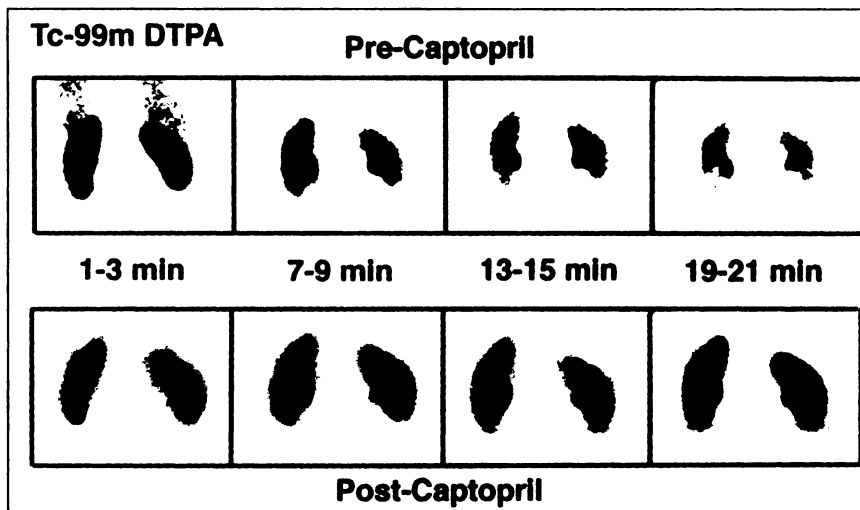 Tc-99m DTPA
Pre-Captopril
1-3 min 7-9 min 13-15 min 19-21 min
Post-Captopril